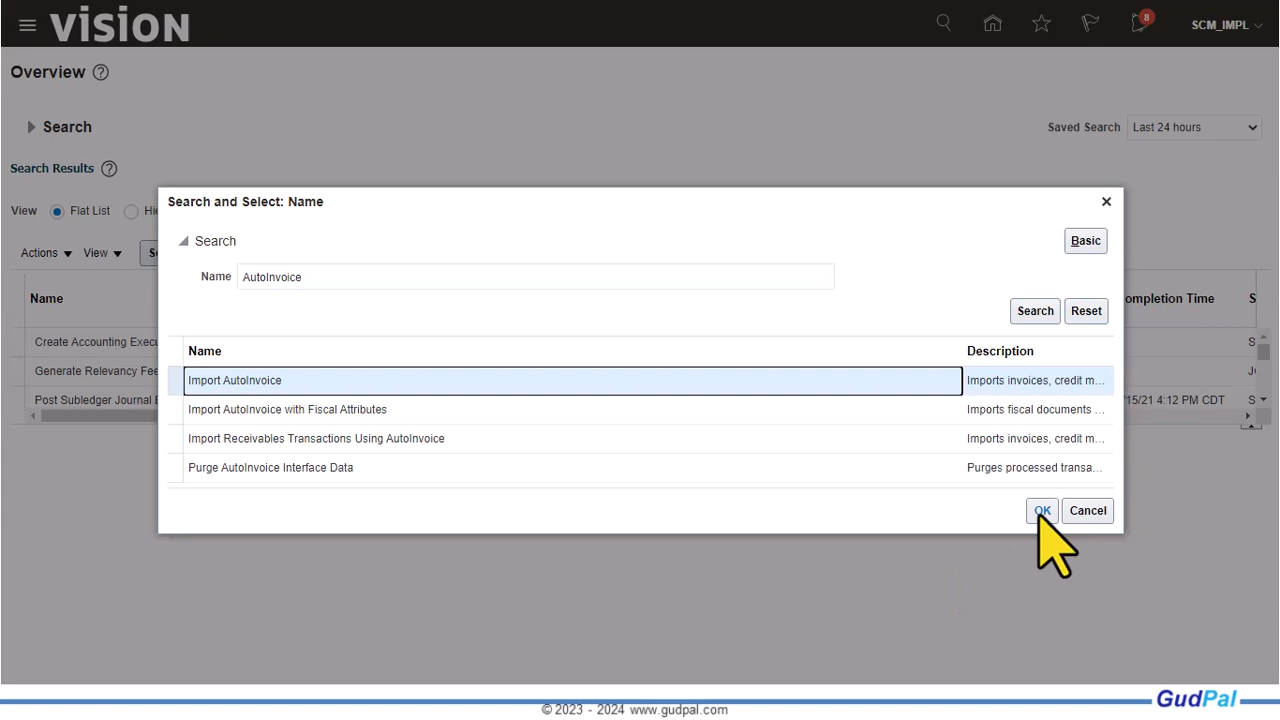 vision
8
SCM_IMPL
Overview
Search
Saved Search Last 24 hours
Search Results
View Flat List
Actions View
Name
ompletion Time
Search and Select: Name
Search
Basic
Name AutoInvoice
Search Reset
Name Description
Import AutoInvoice Imports invoices, credit m...
Import AutoInvoice with Fiscal Attributes Imports fiscal documents ...
Import Receivables Transactions Using AutoInvoice Imports invoices, credit m...
Purge AutoInvoice Interface Data Purges processed transa...
OK Cancel
Create Accounting Execu
Generate Relevancy Fee
Post Subledger Journal E
/15/21 4:12 PM CDT
GudPal
© 2023 - 2024 www.gudpal.com